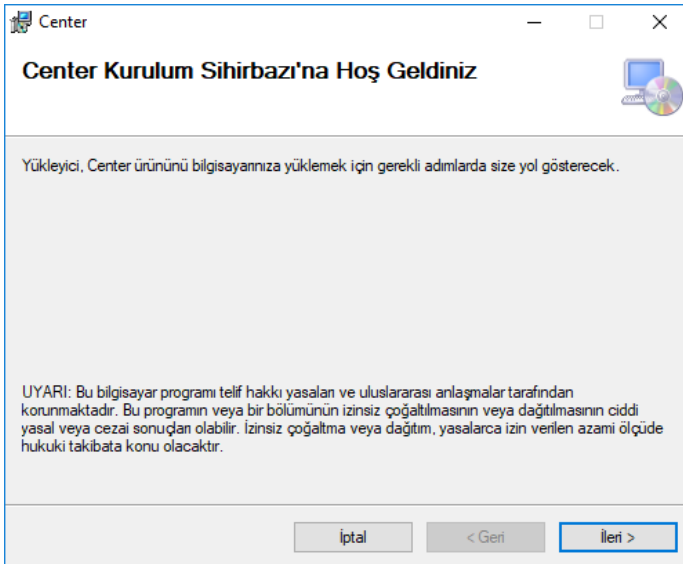 Center
Center Kurulum Sihirbazı'na Hoş Geldiniz
Yükleyici, Center ürününü bilgisayarınıza yüklemek için gerekli adımlarda size yol gösterecek.
UYARI: Bu bilgisayar programı telif hakkı yasaları ve uluslararası anlaşmalar tarafından
korunmaktadır. Bu programın veya bir bölümünün izinsiz çoğaltılmasının veya dağıtılmasının ciddi
yasal veya cezai sonuçları olabilir. İzinsiz çoğaltma veya dağıtım, yasalarca izin verilen azami ölçüde
hukuki takibata konu olacaktır.
İptal
< Geri
İleri >